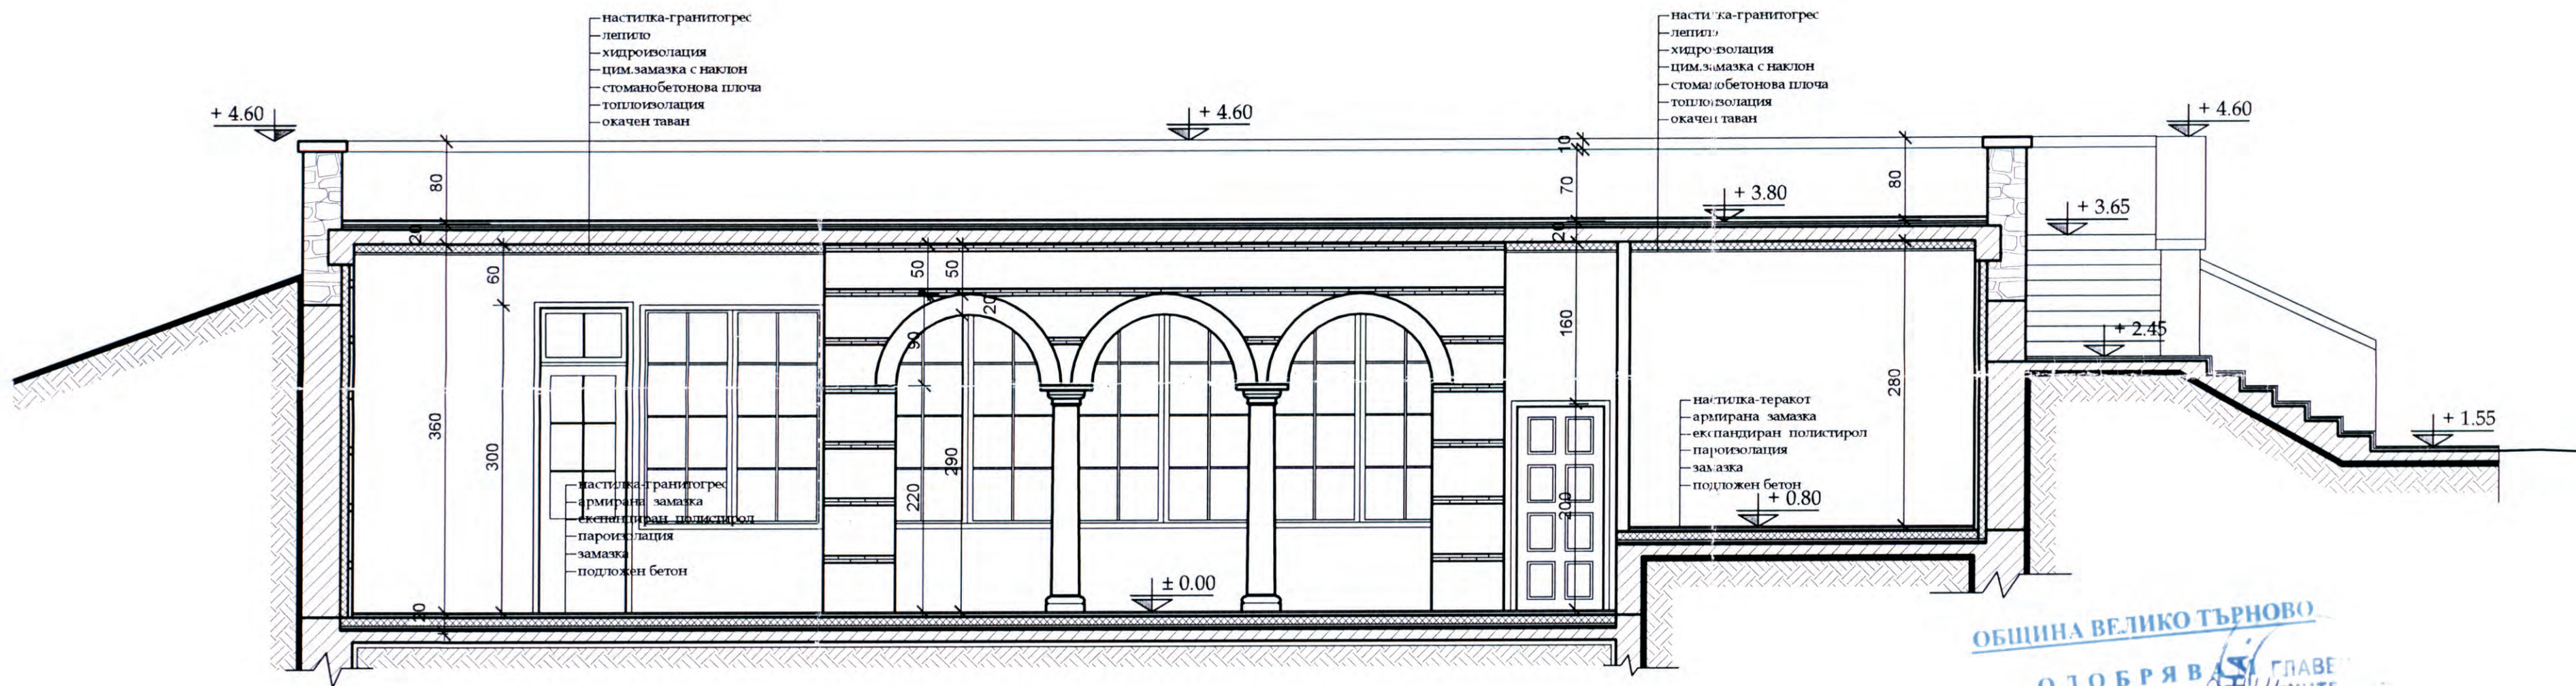 настилка-гранитогрес
лепило
хидроизолация
цим.замазка с наклон
стоманобетонова плоча
топлоизолация
окачен таван
настилка-гранитогрес
лепило
хидроизолация
цим.замазка с наклон
стоманобетонова плоча
топлоизолация
окачен таван
+ 4.60
+ 4.60
+ 4.60
10
80
70
80
+ 3.80
+ 3.65
20
20
60
50
50
20
90
160
+ 2.45
360
300
290
220
280
200
настилка-теракот
армирана замазка
експандиран полистирол
пароизолация
замазка
подложен бетон
+ 1.55
+ 0.80
настилка-гранитогрес
армирана замазка
експандиран полистирол
пароизолация
замазка
подложен бетон
± 0.00
ОБЩИНА ВЕЛИКО ТЪРНОВО